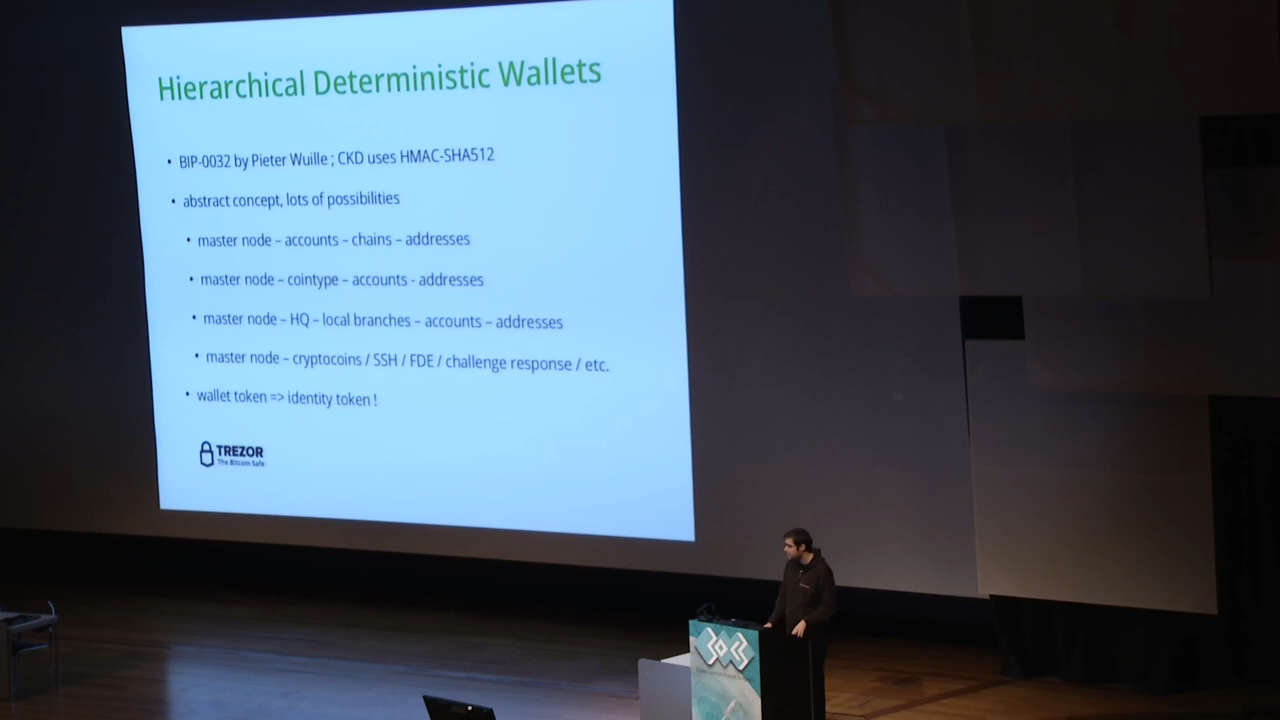 Hierarchical Deterministic Wallets
• BIP-0032 by Pieter Wuille ; CKD uses HMAC-SHA512
• abstract concept, lots of possibilities
• master node – accounts – chains – addresses
• master node – cointype – accounts - addresses
• master node – HQ – local branches – accounts – addresses
• master node – cryptocoins / SSH / FDE / challenge response / etc.
• wallet token => identity token !
TREZOR
The Bitcoin Safe
30C3